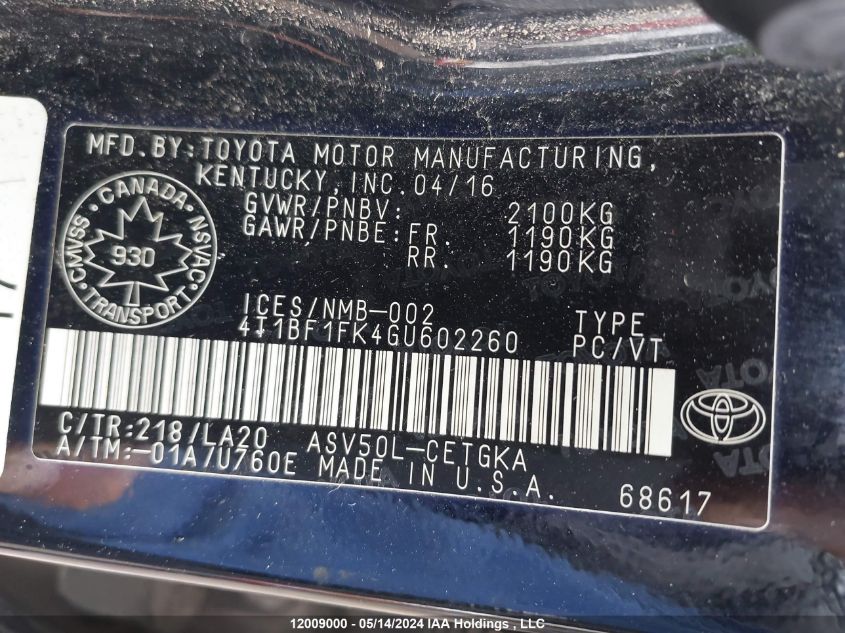 MFD.BY:TOYOTA MOTOR MANUFACTURING,
KENTUCKY, INC.04/16
GVWR/PNBV: 2100KG
GAWR/PNBE:FR. 1190KG
RR. 1190KG
CANADA
CMVSS 930 NSVAC
TRANSPORT
ICES/NMB-002
4T1BF1FK4GU602260
TYPE
PC/VT
C/TR:218/LA20 ASV50L-CETGKA
A/TM:-01A/U760E MADE IN U.S.A.
68617
12009000 - 05/14/2024 IAA Holdings , LLC